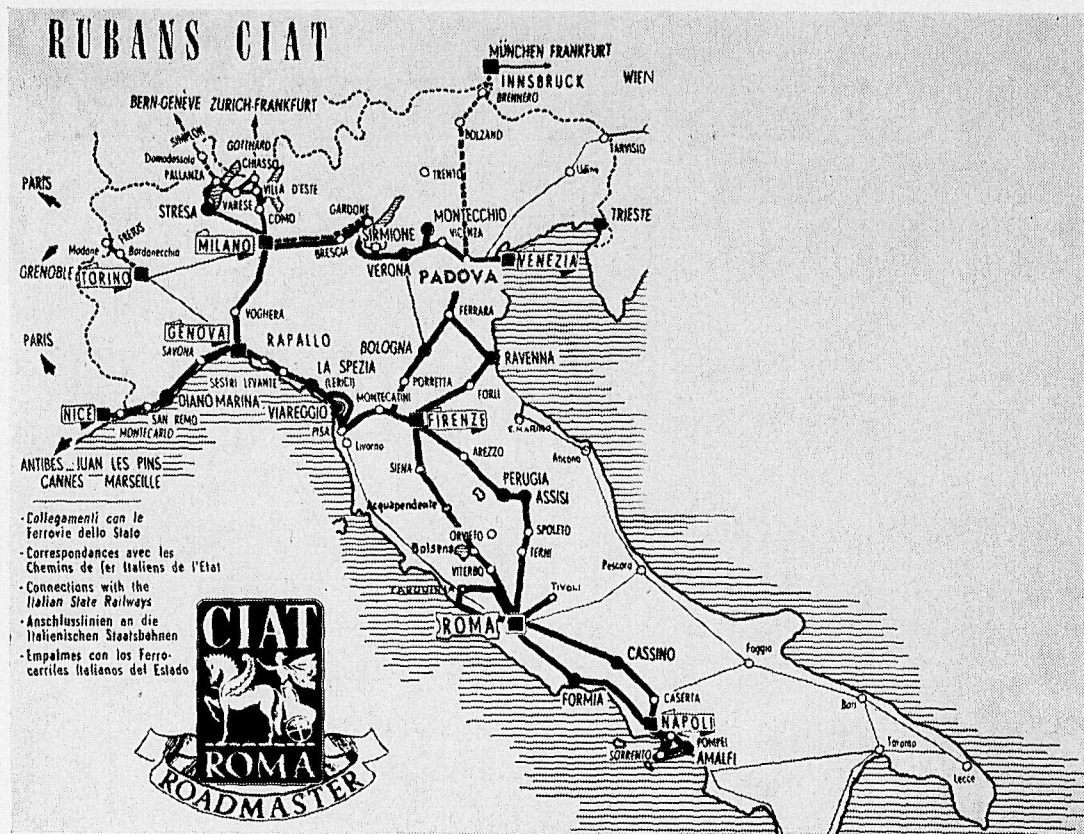 RUBANS CIAT
MÜNCHEN FRANKFURT
INNSBRUCK
WIEN
BRENNERO
BERN-GENÉVE ZURICH-FRANKFURT
SIMPLON
GOTTHARD
BOLZANO
TARVISIO
Domodossola
CHIASSO
PALLANZA
VILLA D'ESTE
TRENTO
Udine
PARIS
STRESA
VARESE
COMO
GARDONE
MONTECCHIO
TRIESTE
FREJUS
Modane
Bardonecchia
MILANO
BRESCIA
SIRMIONE
VICENZA
VERONA
VENEZIA
GRENOBLE
TORINO
PADOVA
VOGHERA
FERRARA
GENOVA
RAPALLO
PARIS
SAVONA
BOLOGNA
RAVENNA
LA SPEZIA
(LERICI)
SESTRI LEVANTE
PORRETTA
FORLI
DIANO MARINA
MONTECATINI
NICE
SAN REMO
MONTECARLO
VIAREGGIO
FIRENZE
S. MARINO
PISA
Livorno
Ancona
ANTIBES - JUAN LES PINS
CANNES - MARSEILLE
SIENA
AREZZO
PERUGIA
ASSISI
Acquapendente
ORVIETO
SPOLETO
Bolsena
TERNI
VITERBO
Pescara
TARQUINIA
TIVOLI
ROMA
- Collegamenti con le
Ferrovie dello Stato
- Correspondances avec les
Chemins de fer Italiens de l'Etat
- Connections with the
Italian State Railways
- Anschlusslinien an die
Italienischen Staatsbahnen
- Empalmes con los Ferro-
carriles Italianos del Estado
CASSINO
Foggia
FORMIA
CASERTA
Bari
NAPOLI
POMPEI
SORRENTO
AMALFI
Taranto
Lecce
CIAT
ROMA
ROADMASTER